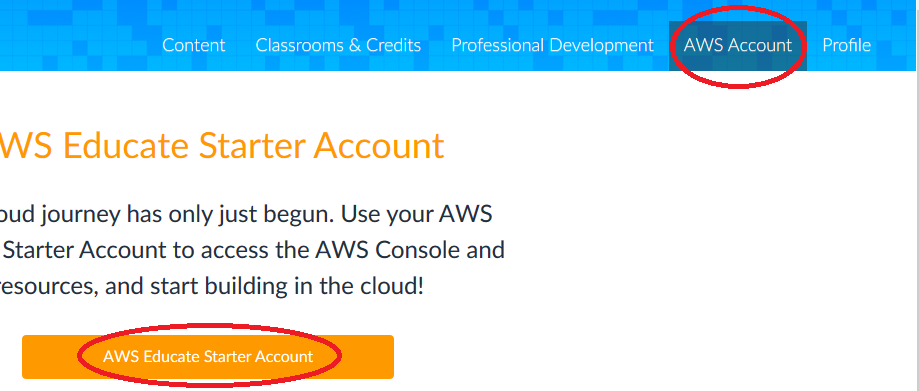 Content Classrooms & Credits Professional Development AWS Account Profile
WS Educate Starter Account
oud journey has only just begun. Use your AWS
Starter Account to access the AWS Console and
resources, and start building in the cloud!
AWS Educate Starter Account